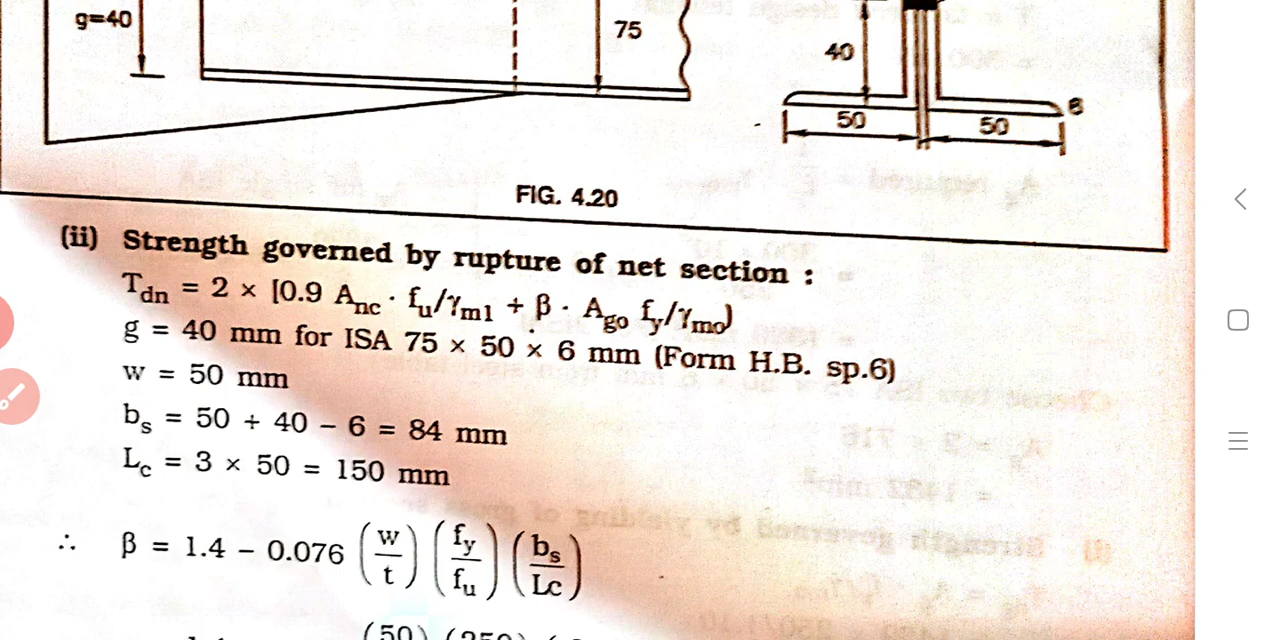 g=40
75
40
50
50
FIG. 4.20
(ii) Strength governed by rupture of net section :
T_dn = 2 × [0.9 A_nc · f_u/γ_m1 + β · A_go f_y/γ_mo)
g = 40 mm for ISA 75 × 50 × 6 mm (Form H.B. sp.6)
w = 50 mm
b_s = 50 + 40 – 6 = 84 mm
L_c = 3 × 50 = 150 mm
∴ β = 1.4 – 0.076 (w/t) (f_y/f_u) (b_s/Lc)
(50)